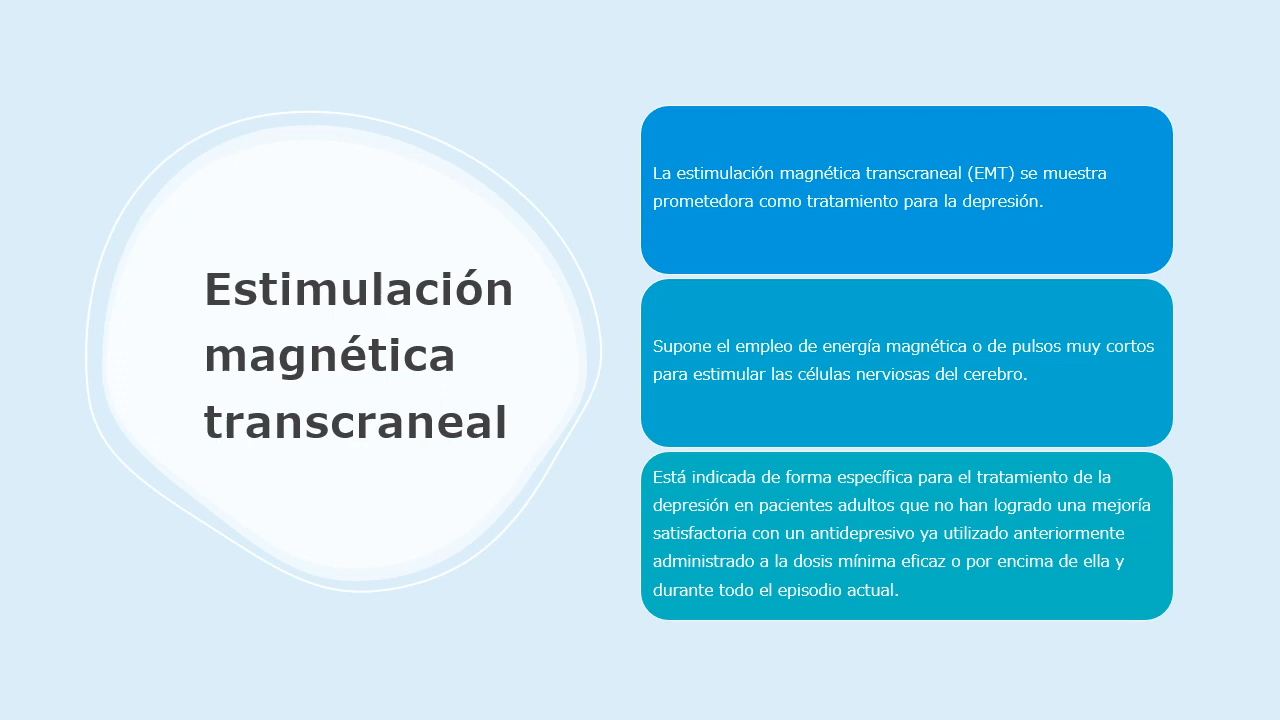 Estimulación
magnética
transcraneal
La estimulación magnética transcraneal (EMT) se muestra
prometedora como tratamiento para la depresión.
Supone el empleo de energía magnética o de pulsos muy cortos
para estimular las células nerviosas del cerebro.
Está indicada de forma específica para el tratamiento de la
depresión en pacientes adultos que no han logrado una mejoría
satisfactoria con un antidepresivo ya utilizado anteriormente
administrado a la dosis mínima eficaz o por encima de ella y
durante todo el episodio actual.